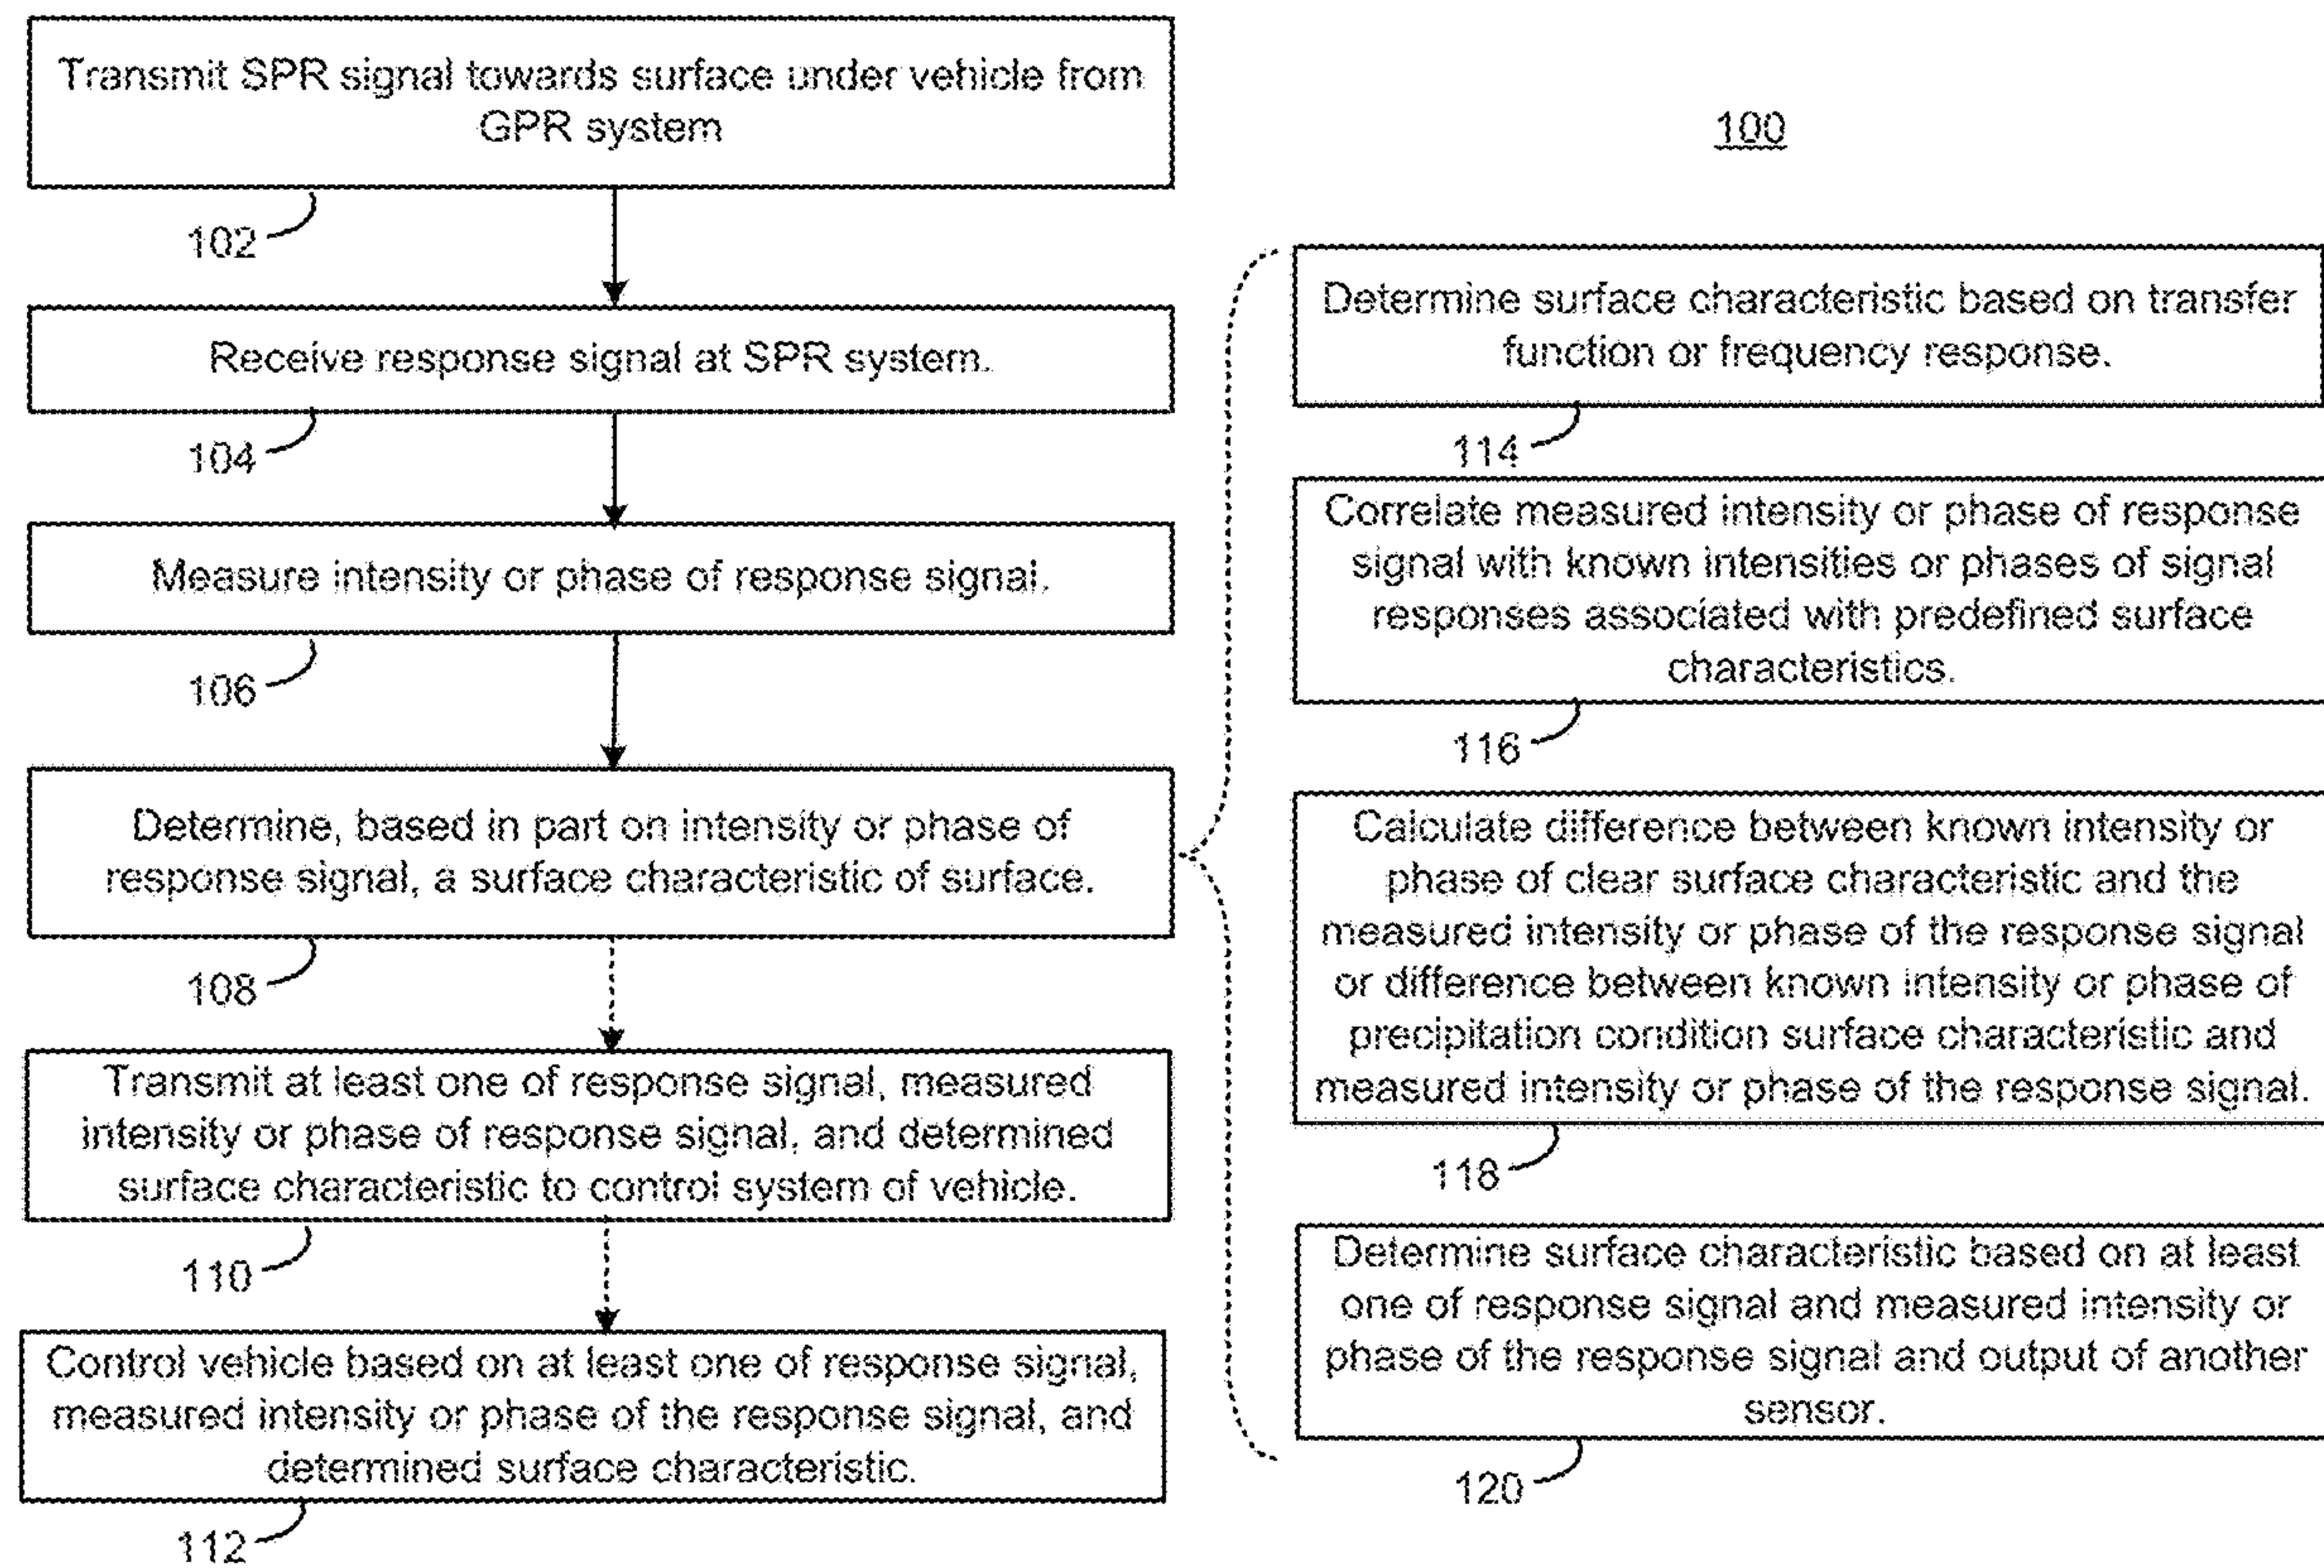 Transmit SPR signal towards surface under vehicle from
GPR system
102
Receive response signal at SPR system.
104
Measure intensity or phase of response signal.
106
Determine, based in part on intensity or phase of
response signal, a surface characteristic of surface.
108
Transmit at least one of response signal, measured
intensity or phase of response signal, and determined
surface characteristic to control system of vehicle.
110
Control vehicle based on at least one of response signal,
measured intensity or phase of the response signal, and
determined surface characteristic.
112
100
Determine surface characteristic based on transfer
function or frequency response.
114
Correlate measured intensity or phase of response
signal with known intensities or phases of signal
responses associated with predefined surface
characteristics.
116
Calculate difference between known intensity or
phase of clear surface characteristic and the
measured intensity or phase of the response signal
or difference between known intensity or phase of
precipitation condition surface characteristic and
measured intensity or phase of the response signal.
118
Determine surface characteristic based on at least
one of response signal and measured intensity or
phase of the response signal and output of another
sensor.
120